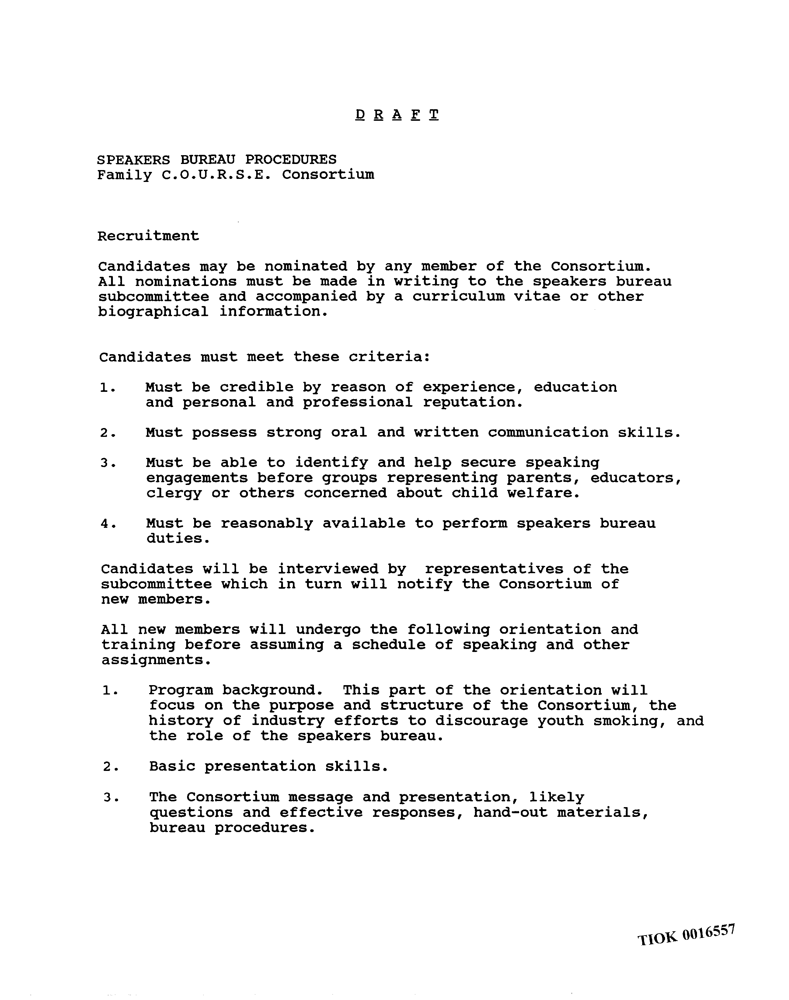 D R A F T
SPEAKERS BUREAU PROCEDURES
Family C.O.U.R.S.E. Consortium
Recruitment
Candidates may be nominated by any member of the Consortium.
All nominations must be made in writing to the speakers bureau
subcommittee and accompanied by a curriculum vitae or other
biographical information.
Candidates must meet these criteria:
1. Must be credible by reason of experience, education
and personal and professional reputation.
2. Must possess strong oral and written communication skills.
3. Must be able to identify and help secure speaking
engagements before groups representing parents, educators,
clergy or others concerned about child welfare.
4. Must be reasonably available to perform speakers bureau
duties.
Candidates will be interviewed by representatives of the
subcommittee which in turn will notify the Consortium of
new members.
All new members will undergo the following orientation and
training before assuming a schedule of speaking and other
assignments.
1. Program background. This part of the orientation will
focus on the purpose and structure of the Consortium, the
history of industry efforts to discourage youth smoking, and
the role of the speakers bureau.
2. Basic presentation skills.
3. The Consortium message and presentation, likely
questions and effective responses, hand-out materials,
bureau procedures.
TIOK 0016557